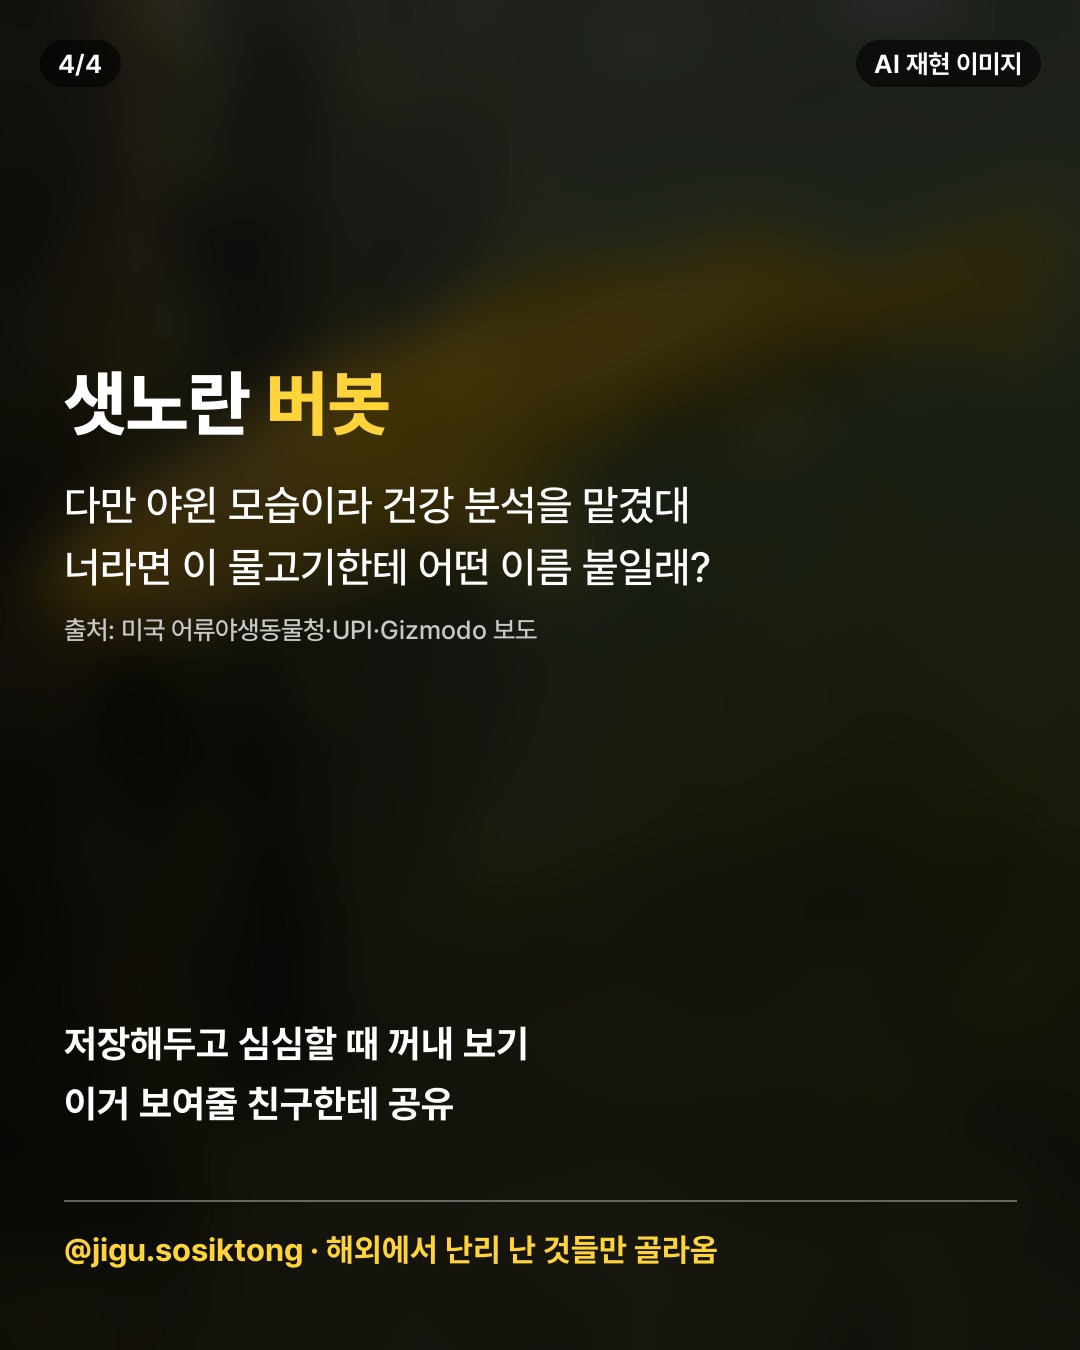 4/4
AI 재현 이미지
샛노란 버봇
다만 야윈 모습이라 건강 분석을 맡겼대
너라면 이 물고기한테 어떤 이름 붙일래?
출처: 미국 어류야생동물청·UPI·Gizmodo 보도
저장해두고 심심할 때 꺼내 보기
이거 보여줄 친구한테 공유
@jigu.sosiktong · 해외에서 난리 난 것들만 골라옴